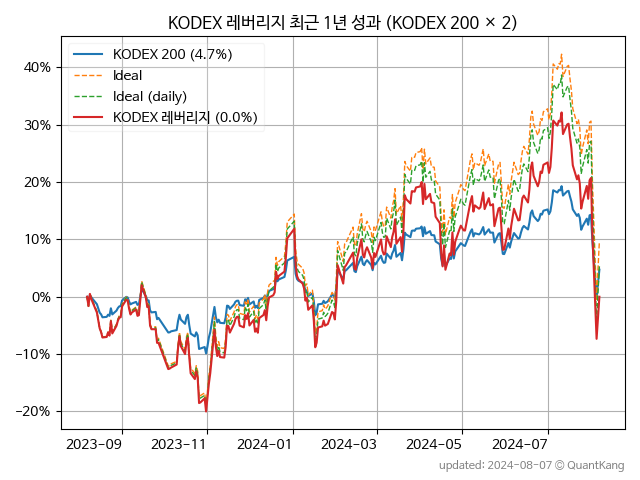 KODEX 레버리지 최근 1년 성과 (KODEX 200 × 2)
KODEX 200 (4.7%)
Ideal
Ideal (daily)
KODEX 레버리지 (0.0%)
40%
30%
20%
10%
0%
−10%
−20%
2023-09 2023-11 2024-01 2024-03 2024-05 2024-07
updated: 2024-08-07 © QuantKang